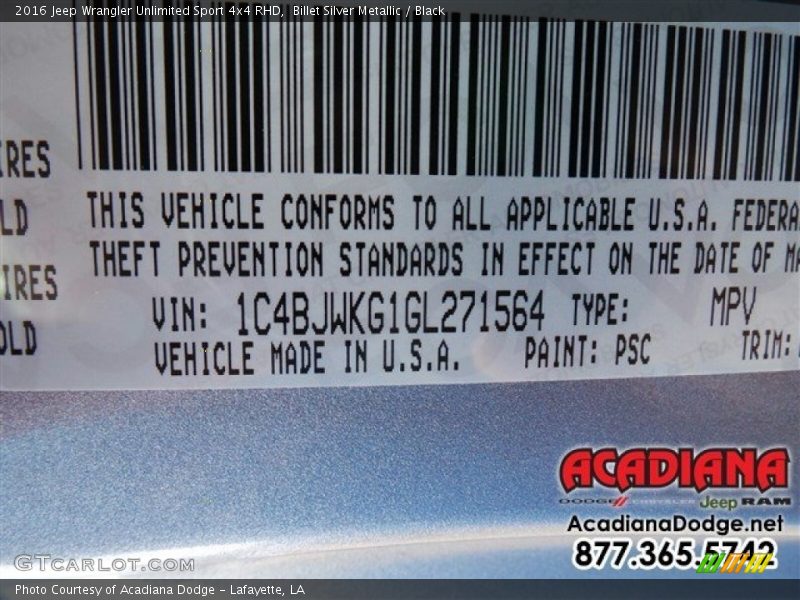 2016 Jeep Wrangler Unlimited Sport 4x4 RHD, Billet Silver Metallic / Black
IRES
THIS VEHICLE CONFORMS TO ALL APPLICABLE U.S.A. FEDERA
LD
THEFT PREVENTION STANDARDS IN EFFECT ON THE DATE OF MA
IRES
VIN: 1C4BJWKG1GL271564 TYPE: MPV
OLD
VEHICLE MADE IN U.S.A. PAINT: PSC TRIM:
ACADIANA
DODGE CHRYSLER Jeep RAM
AcadianaDodge.net
877.365.5742
GTCARLOT.COM
Photo Courtesy of Acadiana Dodge - Lafayette, LA